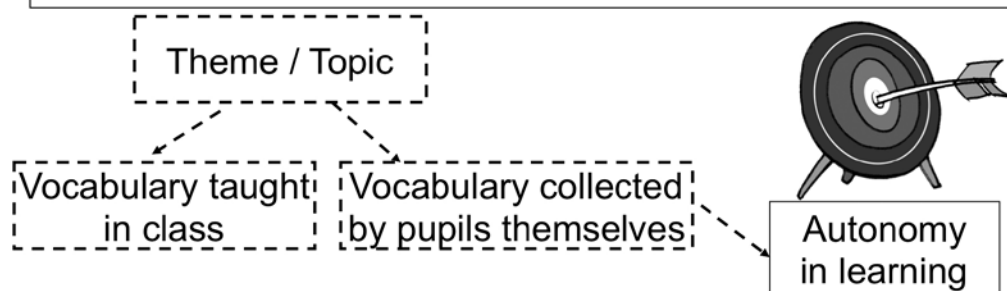 Theme / Topic
Vocabulary taught
in class
Vocabulary collected
by pupils themselves
Autonomy
in learning